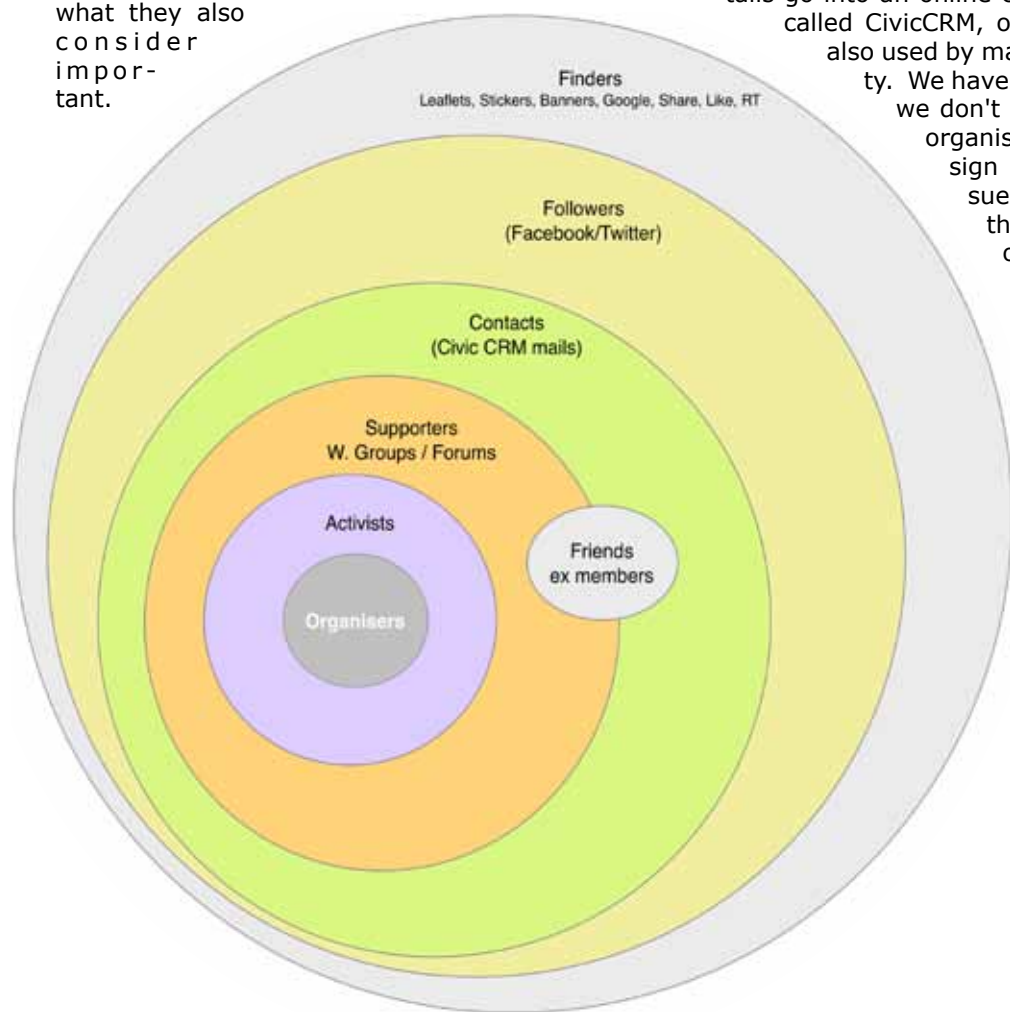 what they also
consider
impor-
tant.
called CivicCRM, o
also used by ma
ty. We have
we don't
organis
sign
sue
th
Finders
Leaflets, Stickers, Banners, Google, Share, Like, RT
Followers
(Facebook/Twitter)
Contacts
(Civic CRM mails)
Supporters
W. Groups / Forums
Activists
Organisers
Friends
ex members